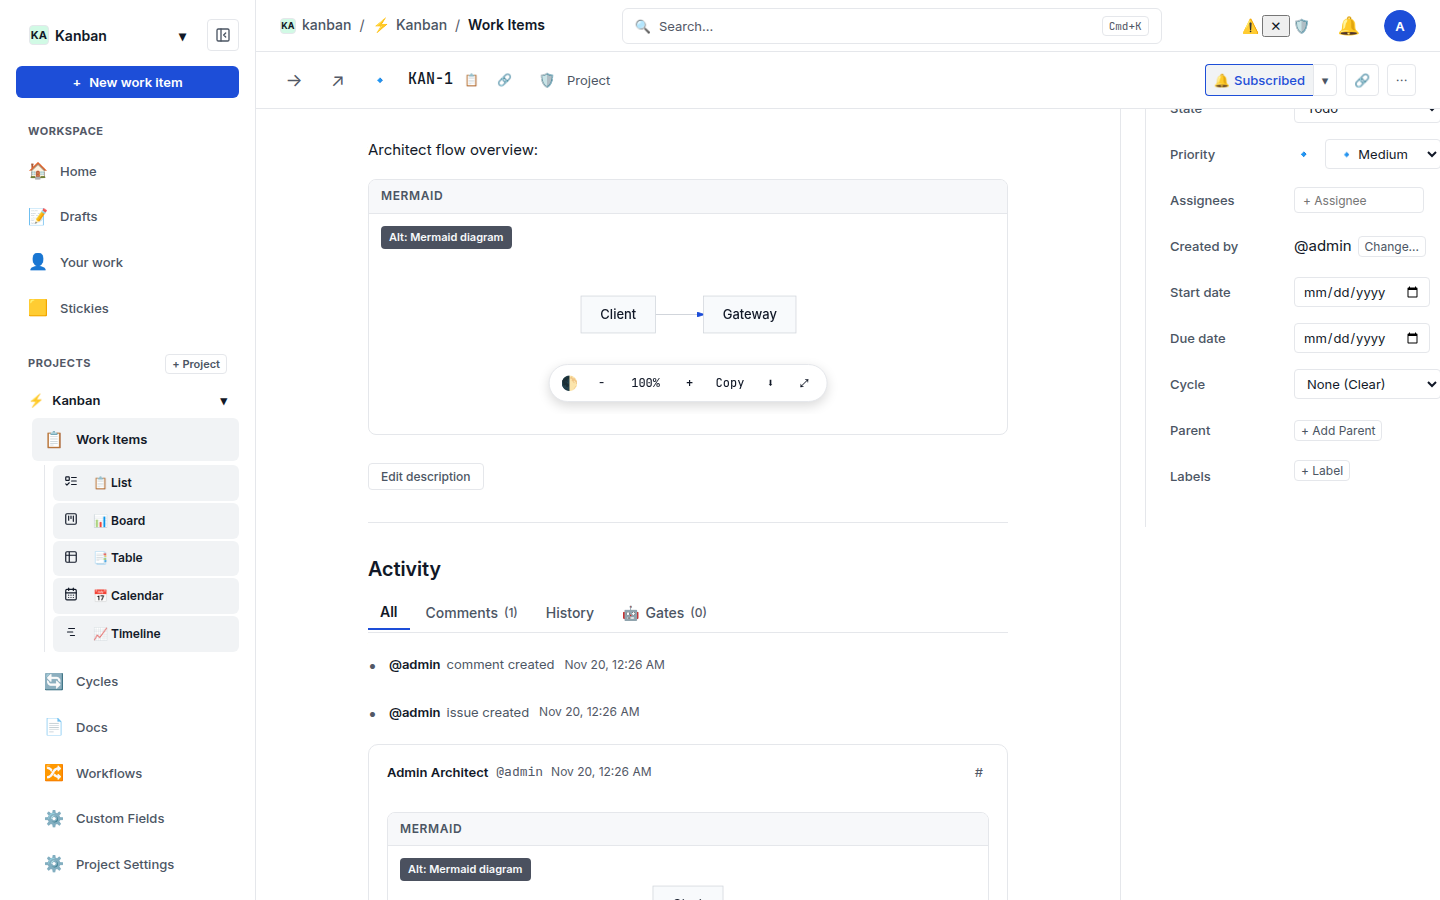 KA Kanban ▾
+ New work item
WORKSPACE
Home
Drafts
Your work
Stickies
PROJECTS
+ Project
Kanban ▾
Work Items
List
Board
Table
Calendar
Timeline
Cycles
Docs
Workflows
Custom Fields
Project Settings
KA kanban / Kanban / Work Items
Search...
Cmd+K
A
KAN-1
Project
Subscribed ▾
...
Architect flow overview:
MERMAID
Alt: Mermaid diagram
Client
Gateway
- 100% + Copy
Edit description
Activity
All
Comments (1)
History
Gates (0)
@admin comment created Nov 20, 12:26 AM
@admin issue created Nov 20, 12:26 AM
Admin Architect @admin Nov 20, 12:26 AM #
MERMAID
Alt: Mermaid diagram
State Todo
Priority Medium
Assignees + Assignee
Created by @admin Change...
Start date mm/dd/yyyy
Due date mm/dd/yyyy
Cycle None (Clear)
Parent + Add Parent
Labels + Label